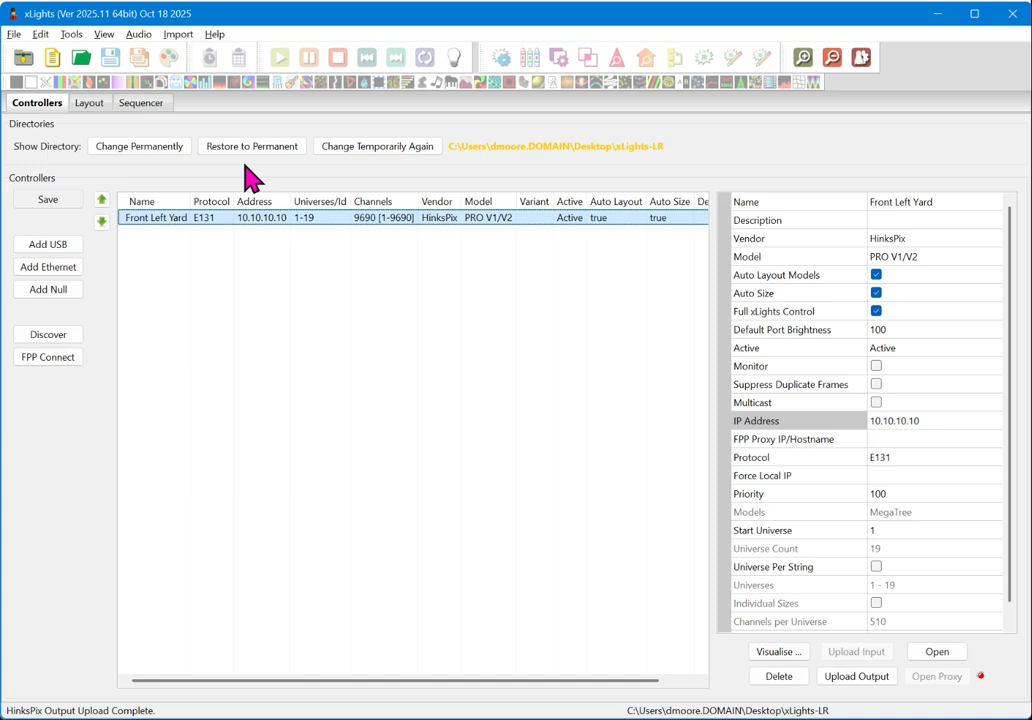 xLights (Ver 2025.11 64bit) Oct 18 2025
File Edit Tools View Audio Import Help
Controllers Layout Sequencer
Directories
Show Directory: Change Permanently Restore to Permanent Change Temporarily Again C:\Users\dmoore.DOMAIN\Desktop\xLights-LR
Controllers
Save
Add USB
Add Ethernet
Add Null
Discover
FPP Connect
Name Protocol Address Universes/Id Channels Vendor Model Variant Active Auto Layout Auto Size De
Front Left Yard E131 10.10.10.10 1-19 9690 [1-9690] HinksPix PRO V1/V2 Active true true
Name Front Left Yard
Description
Vendor HinksPix
Model PRO V1/V2
Auto Layout Models
Auto Size
Full xLights Control
Default Port Brightness 100
Active Active
Monitor
Suppress Duplicate Frames
Multicast
IP Address 10.10.10.10
FPP Proxy IP/Hostname
Protocol E131
Force Local IP
Priority 100
Models MegaTree
Start Universe 1
Universe Count 19
Universe Per String
Universes 1 - 19
Individual Sizes
Channels per Universe 510
Visualise ... Upload Input Open
Delete Upload Output Open Proxy
HinksPix Output Upload Complete. C:\Users\dmoore.DOMAIN\Desktop\xLights-LR